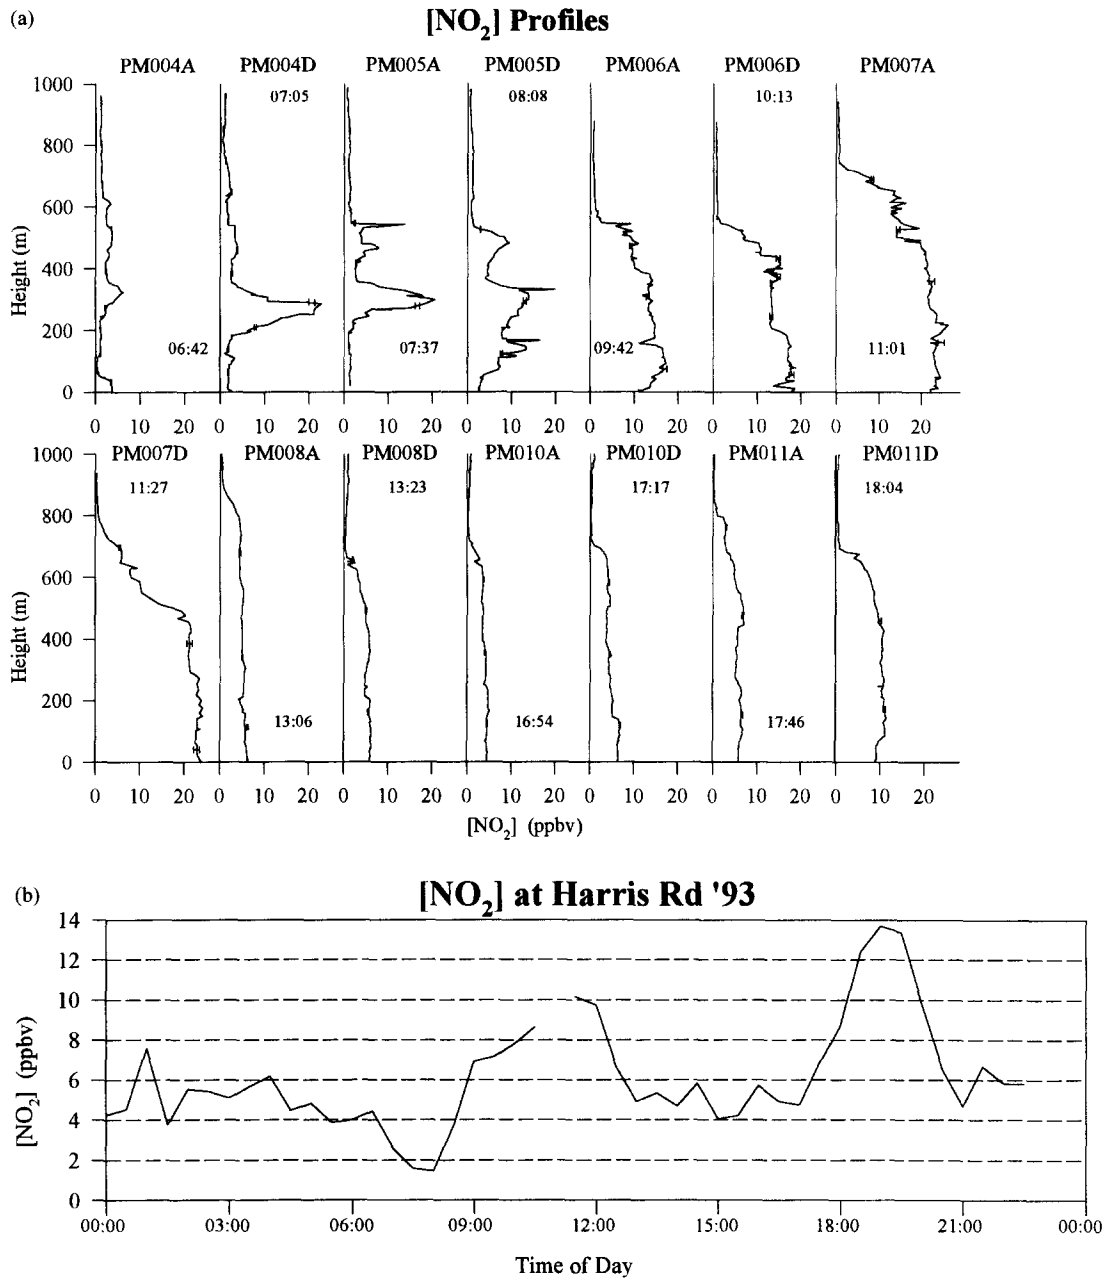 (a)
[NO2] Profiles
PM004A PM004D PM005A PM005D PM006A PM006D PM007A
1000 07:05 08:08 10:13
800
600
Height (m)
400
200 06:42 07:37 09:42 11:01
0
0 10 20 0 10 20 0 10 20 0 10 20 0 10 20 0 10 20 0 10 20
PM007D PM008A PM008D PM010A PM010D PM011A PM011D
1000
11:27 13:23 17:17 18:04
800
600
Height (m)
400
200
13:06 16:54 17:46
0
0 10 20 0 10 20 0 10 20 0 10 20 0 10 20 0 10 20 0 10 20
[NO2] (ppbv)
(b)
[NO2] at Harris Rd '93
14
12
10
8
[NO2] (ppbv)
6
4
2
0
00:00 03:00 06:00 09:00 12:00 15:00 18:00 21:00 00:00
Time of Day